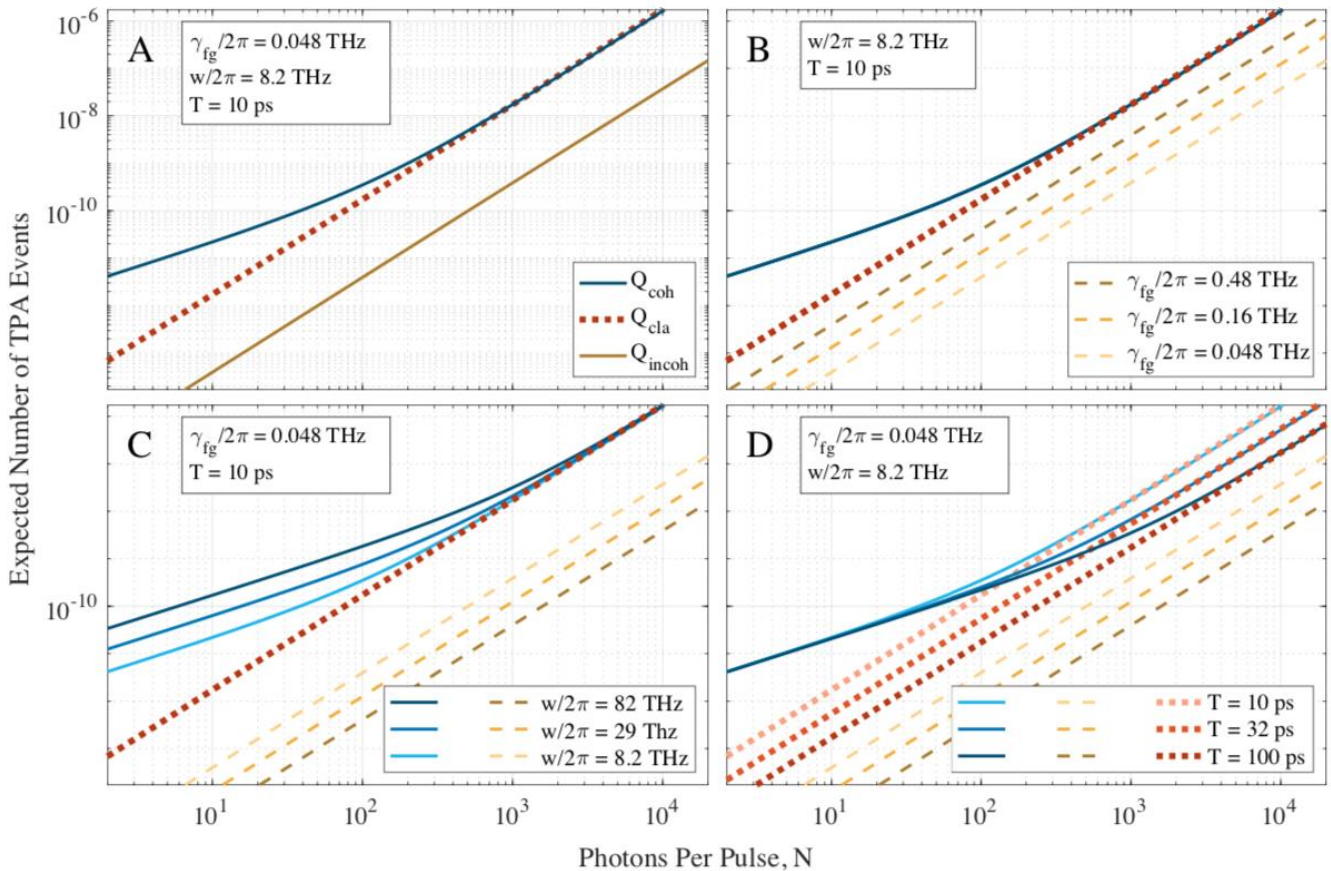 Expected Number of TPA Events
A
γfg/2π = 0.048 THz
w/2π = 8.2 THz
T = 10 ps
10-6
10-8
10-10
Qcoh
Qcla
Qincoh
B
w/2π = 8.2 THz
T = 10 ps
γfg/2π = 0.48 THz
γfg/2π = 0.16 THz
γfg/2π = 0.048 THz
C
γfg/2π = 0.048 THz
T = 10 ps
10-10
w/2π = 82 THz
w/2π = 29 Thz
w/2π = 8.2 THz
101 102 103 104
D
γfg/2π = 0.048 THz
w/2π = 8.2 THz
T = 10 ps
T = 32 ps
T = 100 ps
101 102 103 104
Photons Per Pulse, N